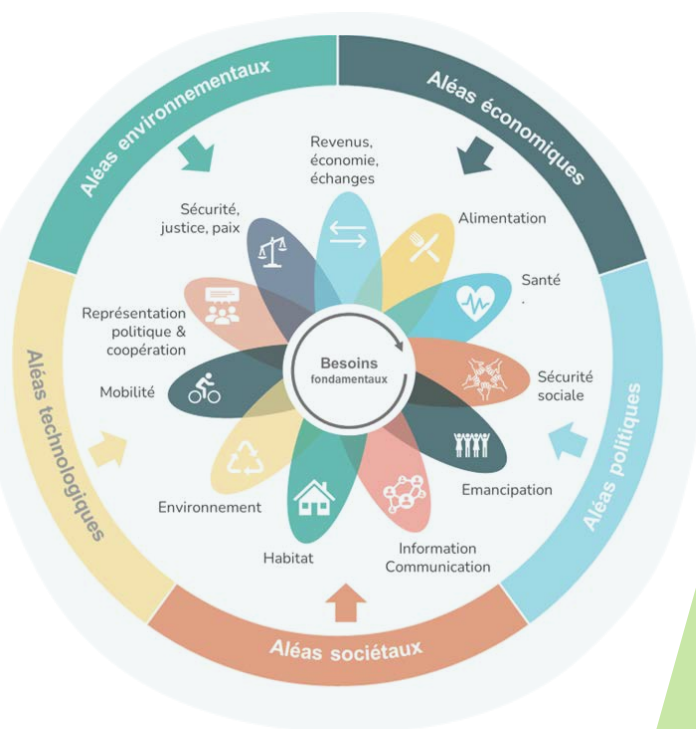 Aléas environnementaux
Aléas économiques
Revenus,
économie,
échanges
Sécurité,
justice, paix
Alimentation
Santé
.
Représentation
politique &
coopération
Besoins
fondamentaux
Sécurité
sociale
Mobilité
Aléas technologiques
Aléas politiques
Emancipation
Environnement
Habitat
Information
Communication
Aléas sociétaux